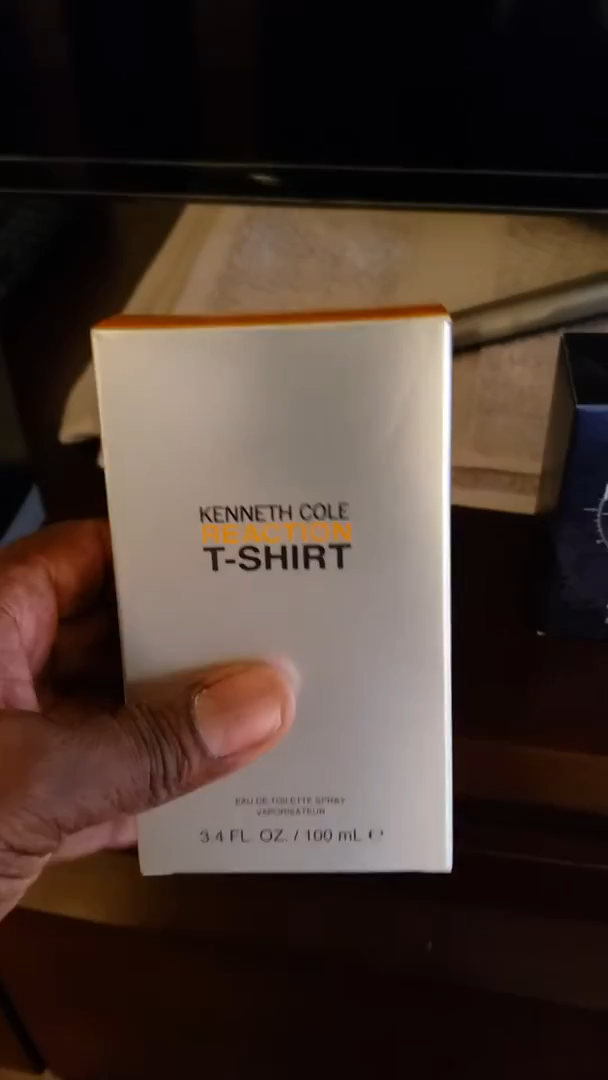 KENNETH COLE
REACTION
T-SHIRT
EAU DE TOILETTE SPRAY
VAPORISATEUR
3.4 FL. OZ. / 100 mL ℮